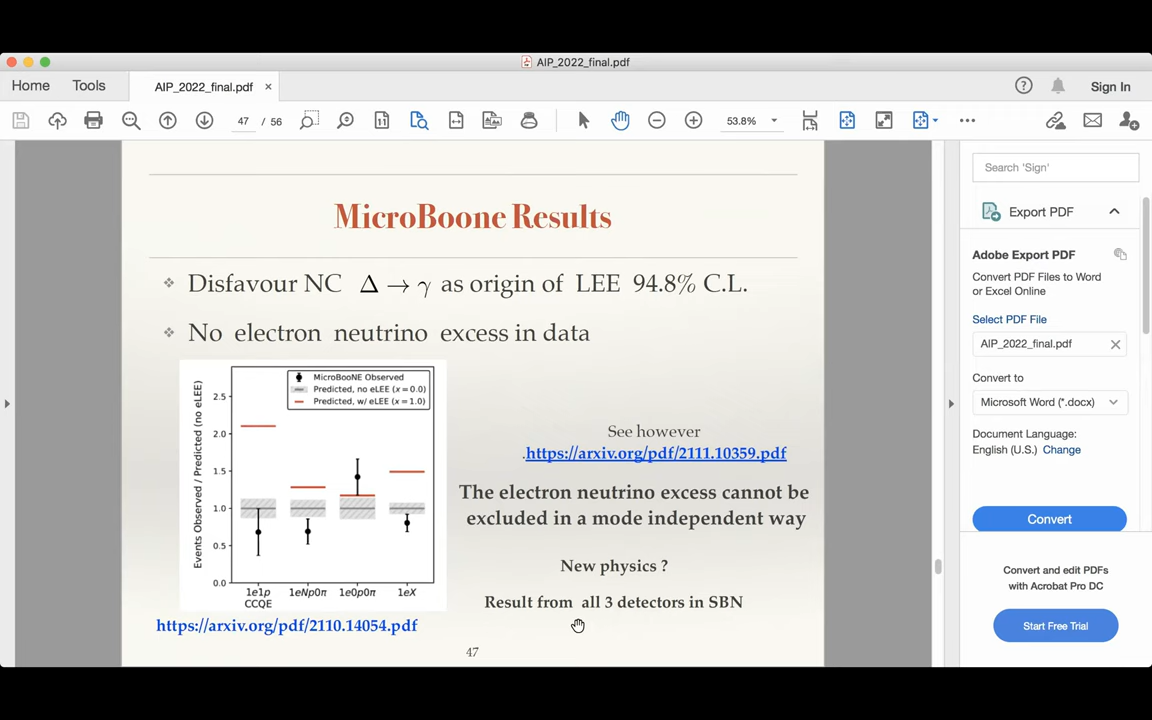 AIP_2022_final.pdf
Home
Tools
AIP_2022_final.pdf
Sign In
47 / 56
53.8%
MicroBoone Results
Disfavour NC Δ → γ as origin of LEE 94.8% C.L.
No electron neutrino excess in data
Events Observed / Predicted (no eLEE)
2.5
2.0
1.5
1.0
0.5
0.0
MicroBooNE Observed
Predicted, no eLEE (x = 0.0)
Predicted, w/ eLEE (x = 1.0)
1e1p
CCQE
1eNp0π
1e0p0π
1eX
https://arxiv.org/pdf/2110.14054.pdf
See however
.https://arxiv.org/pdf/2111.10359.pdf
The electron neutrino excess cannot be
excluded in a mode independent way
New physics ?
Result from all 3 detectors in SBN
47
Search 'Sign'
Export PDF
Adobe Export PDF
Convert PDF Files to Word
or Excel Online
Select PDF File
AIP_2022_final.pdf
Convert to
Microsoft Word (*.docx)
Document Language:
English (U.S.) Change
Convert
Convert and edit PDFs
with Acrobat Pro DC
Start Free Trial